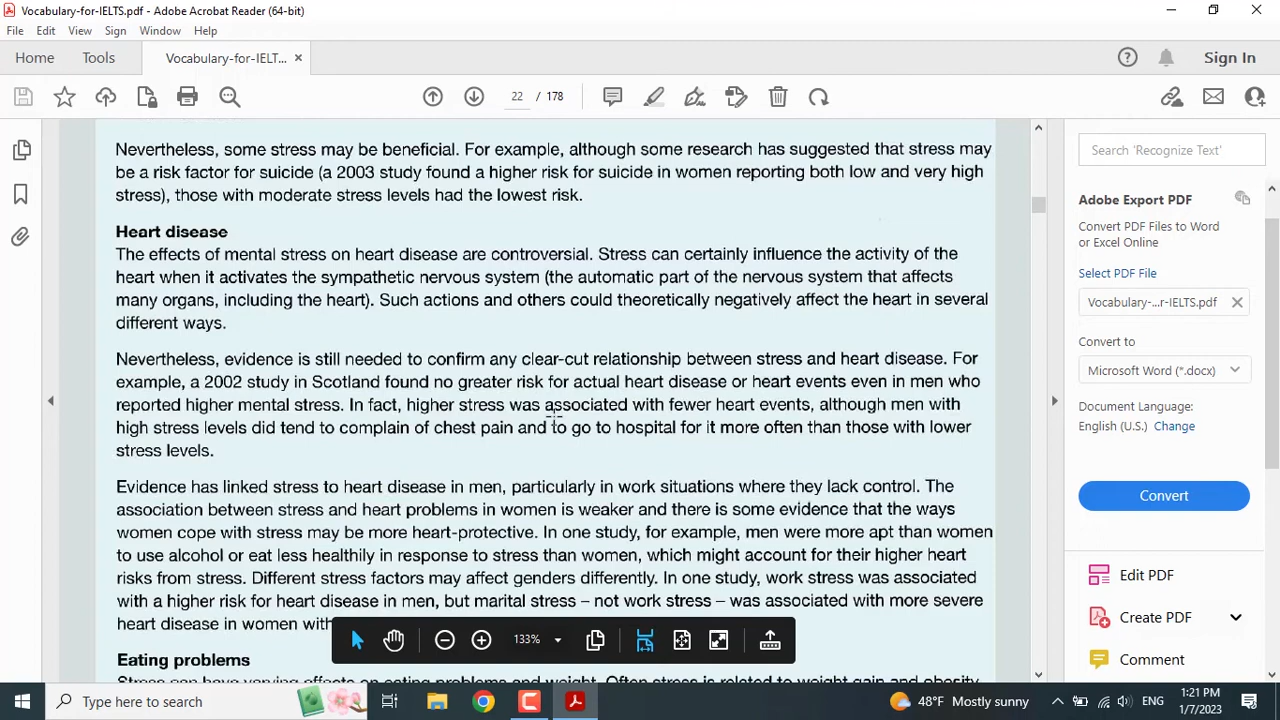 Vocabulary-for-IELTS.pdf - Adobe Acrobat Reader (64-bit)
File Edit View Sign Window Help
Home Tools Vocabulary-for-IELT... × Sign In
22 / 178
Nevertheless, some stress may be beneficial. For example, although some research has suggested that stress may
be a risk factor for suicide (a 2003 study found a higher risk for suicide in women reporting both low and very high
stress), those with moderate stress levels had the lowest risk.
Heart disease
The effects of mental stress on heart disease are controversial. Stress can certainly influence the activity of the
heart when it activates the sympathetic nervous system (the automatic part of the nervous system that affects
many organs, including the heart). Such actions and others could theoretically negatively affect the heart in several
different ways.
Nevertheless, evidence is still needed to confirm any clear-cut relationship between stress and heart disease. For
example, a 2002 study in Scotland found no greater risk for actual heart disease or heart events even in men who
reported higher mental stress. In fact, higher stress was associated with fewer heart events, although men with
high stress levels did tend to complain of chest pain and to go to hospital for it more often than those with lower
stress levels.
Evidence has linked stress to heart disease in men, particularly in work situations where they lack control. The
association between stress and heart problems in women is weaker and there is some evidence that the ways
women cope with stress may be more heart-protective. In one study, for example, men were more apt than women
to use alcohol or eat less healthily in response to stress than women, which might account for their higher heart
risks from stress. Different stress factors may affect genders differently. In one study, work stress was associated
with a higher risk for heart disease in men, but marital stress – not work stress – was associated with more severe
heart disease in women with
Eating problems
Stress can have varying effects on eating problems and weight. Often stress is related to weight gain and obesity.
133%
Search 'Recognize Text'
Adobe Export PDF
Convert PDF Files to Word
or Excel Online
Select PDF File
Vocabulary-...r-IELTS.pdf
Convert to
Microsoft Word (*.docx)
Document Language:
English (U.S.) Change
Convert
Edit PDF
Create PDF
Comment
Type here to search
48°F Mostly sunny
ENG
1:21 PM
1/7/2023